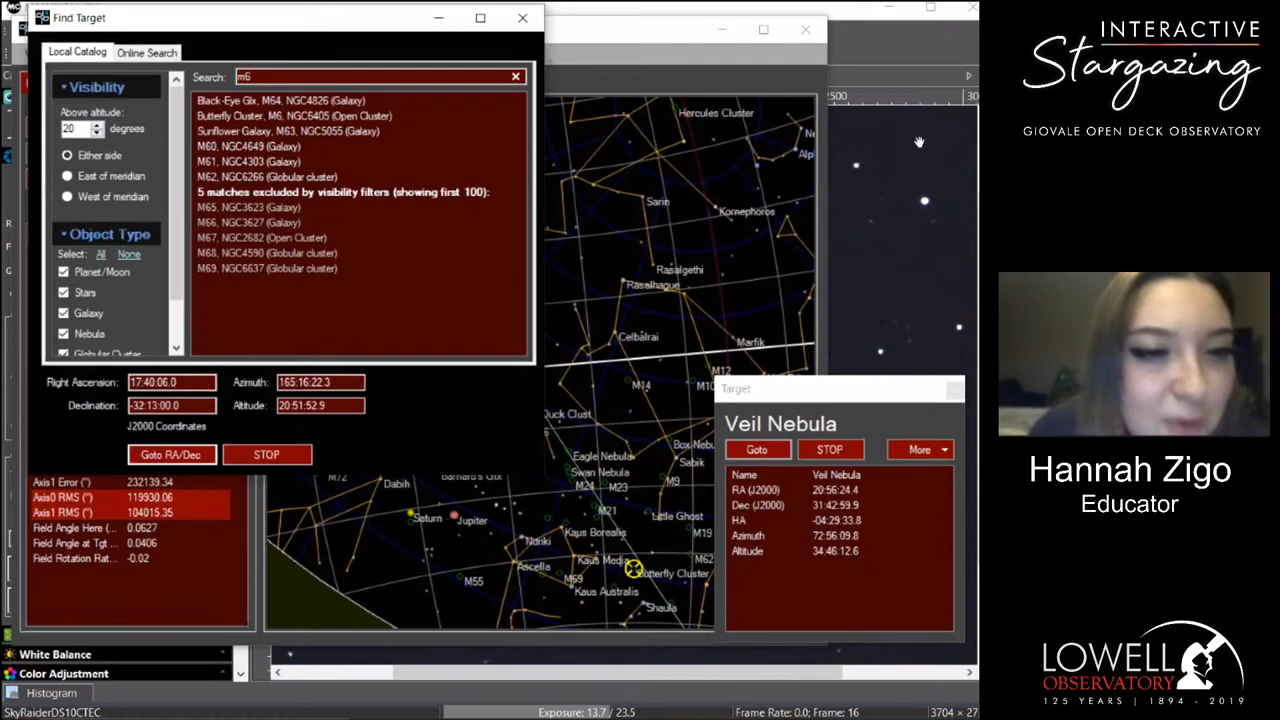 Find Target
Local Catalog
Online Search
Visibility
Above altitude:
20
degrees
Either side
East of meridian
West of meridian
Object Type
Select: All None
Planet/Moon
Stars
Galaxy
Nebula
Globular Cluster
Search: m6
Black-Eye Glx, M64, NGC4826 (Galaxy)
Butterfly Cluster, M6, NGC6405 (Open Cluster)
Sunflower Galaxy, M63, NGC5055 (Galaxy)
M60, NGC4649 (Galaxy)
M61, NGC4303 (Galaxy)
M62, NGC6266 (Globular cluster)
5 matches excluded by visibility filters (showing first 100):
M65, NGC3623 (Galaxy)
M66, NGC3627 (Galaxy)
M67, NGC2682 (Open Cluster)
M68, NGC4590 (Globular cluster)
M69, NGC6637 (Globular cluster)
Right Ascension: 17:40:06.0 Azimuth: 165:16:22.3
Declination: -32:13:00.0 Altitude: 20:51:52.9
J2000 Coordinates
Goto RA/Dec
STOP
Axis1 Error (") 232139.34
Axis0 RMS (") 119930.06
Axis1 RMS (") 104015.35
Field Angle Here (... 0.0627
Field Angle at Tgt ... 0.0406
Field Rotation Rat... -0.02
2500
Hercules Cluster
Sarin
Kornephoros
Rasalgethi
Rasalhague
Celbalrai
Marfik
M12
M14
M10
Duck Clust
Box Nebu
Eagle Nebula
Sabik
Swan Nebula
M24
M23
M9
M72
Dabih
Barnard's Glx
M21
Little Ghost
Saturn
Jupiter
Kaus Borealis
M19
Nunki
Kaus Media
M62
Ascella
Butterfly Cluster
M55
M69
Kaus Australis
Shaula
Target
Veil Nebula
Goto
STOP
More
Name Veil Nebula
RA (J2000) 20:56:24.4
Dec (J2000) 31:42:59.9
HA -04:29:33.8
Azimuth 72:56:09.8
Altitude 34:46:12.6
White Balance
Color Adjustment
Histogram
SkyRaiderDS10CTEC
Exposure: 13.7 / 23.5
Frame Rate: 0.0; Frame: 16
3704 × 27
INTERACTIVE
Stargazing
GIOVALE OPEN DECK OBSERVATORY
Hannah Zigo
Educator
LOWELL
OBSERVATORY
125 YEARS | 1894 - 2019